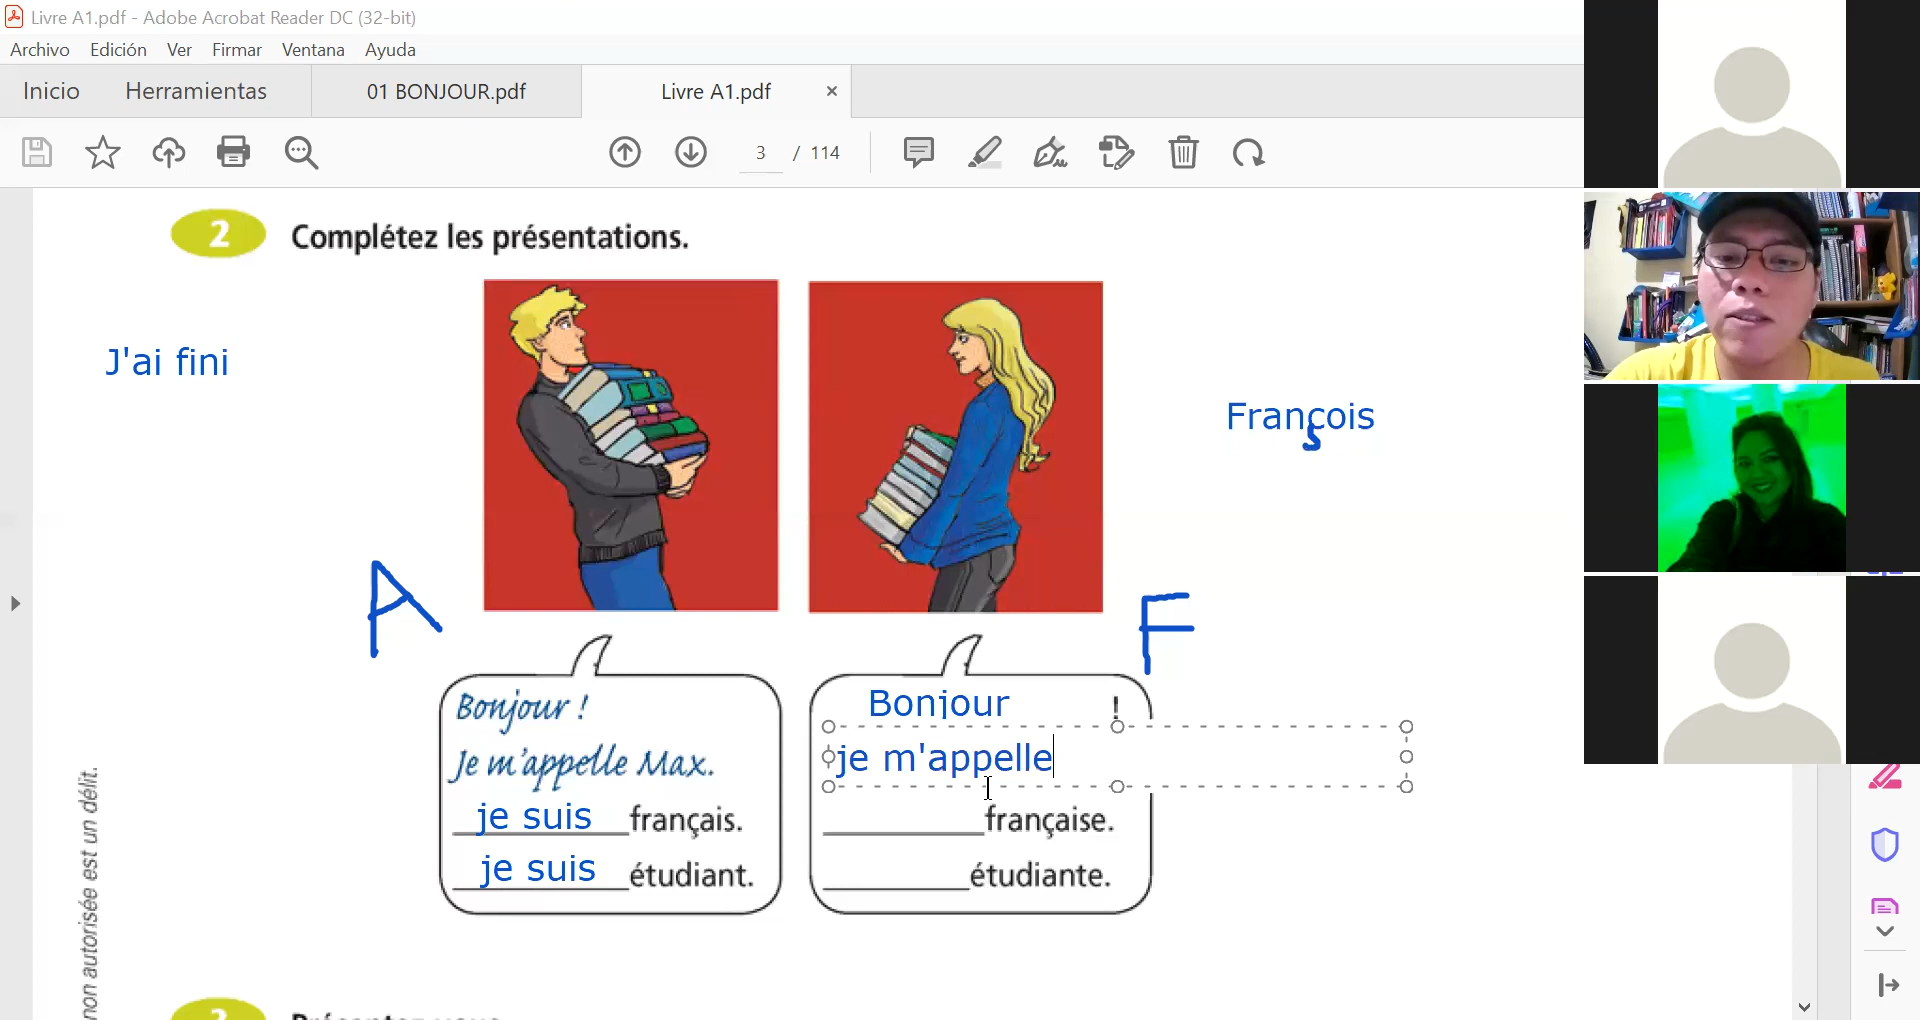 Livre A1.pdf - Adobe Acrobat Reader DC (32-bit)
Archivo Edición Ver Firmar Ventana Ayuda
Inicio Herramientas 01 BONJOUR.pdf Livre A1.pdf ×
3 / 114
2 Complétez les présentations.
J'ai fini
François
A
F
Bonjour !
Je m'appelle Max.
je suis français.
je suis étudiant.
Bonjour !
je m'appelle
française.
étudiante.
non autorisée est un délit.